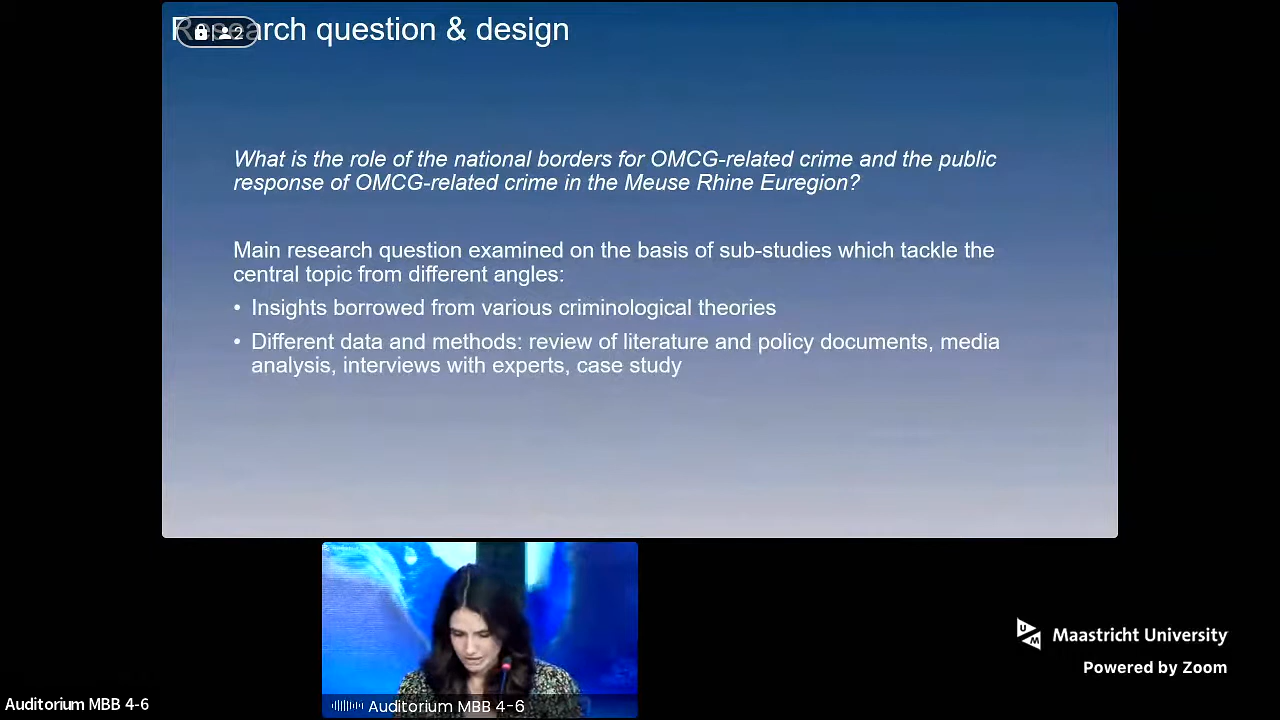 Research question & design
2
What is the role of the national borders for OMCG-related crime and the public
response of OMCG-related crime in the Meuse Rhine Euregion?
Main research question examined on the basis of sub-studies which tackle the
central topic from different angles:
• Insights borrowed from various criminological theories
• Different data and methods: review of literature and policy documents, media
analysis, interviews with experts, case study
UM
Maastricht University
Powered by Zoom
Auditorium MBB 4-6
Auditorium MBB 4-6